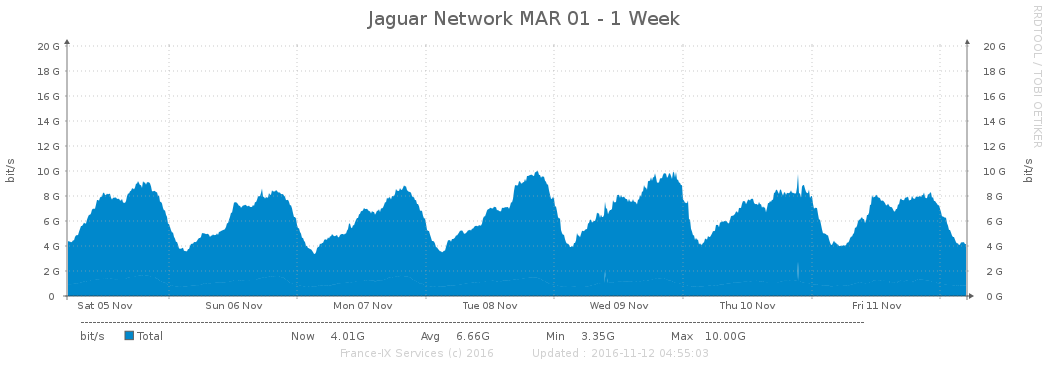 Jaguar Network MAR 01 - 1 Week
RRDTOOL / TOBI OETIKER
20 G 20 G
18 G 18 G
16 G 16 G
14 G 14 G
12 G 12 G
10 G 10 G
8 G 8 G
6 G 6 G
4 G 4 G
2 G 2 G
0 0 G
bit/s bit/s
Sat 05 Nov Sun 06 Nov Mon 07 Nov Tue 08 Nov Wed 09 Nov Thu 10 Nov Fri 11 Nov
bit/s Total Now 4.01G Avg 6.66G Min 3.35G Max 10.00G
France-IX Services (c) 2016 Updated : 2016-11-12 04:55:03